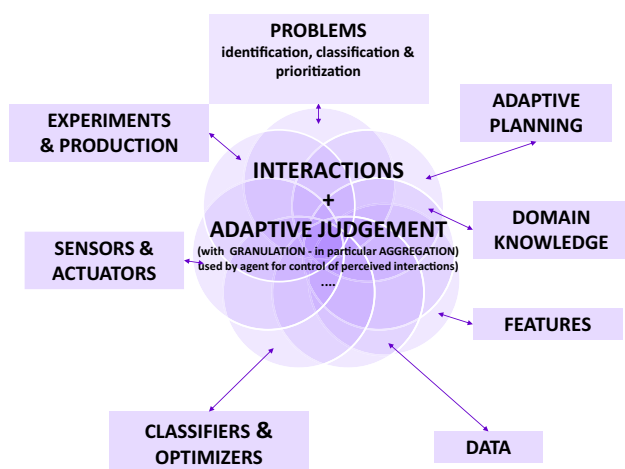 PROBLEMS
identification, classification &
prioritization
EXPERIMENTS
& PRODUCTION
ADAPTIVE
PLANNING
INTERACTIONS
+
ADAPTIVE JUDGEMENT
(with GRANULATION - in particular AGGREGATION)
used by agent for control of perceived interactions)
....
DOMAIN
KNOWLEDGE
SENSORS &
ACTUATORS
FEATURES
CLASSIFIERS &
OPTIMIZERS
DATA